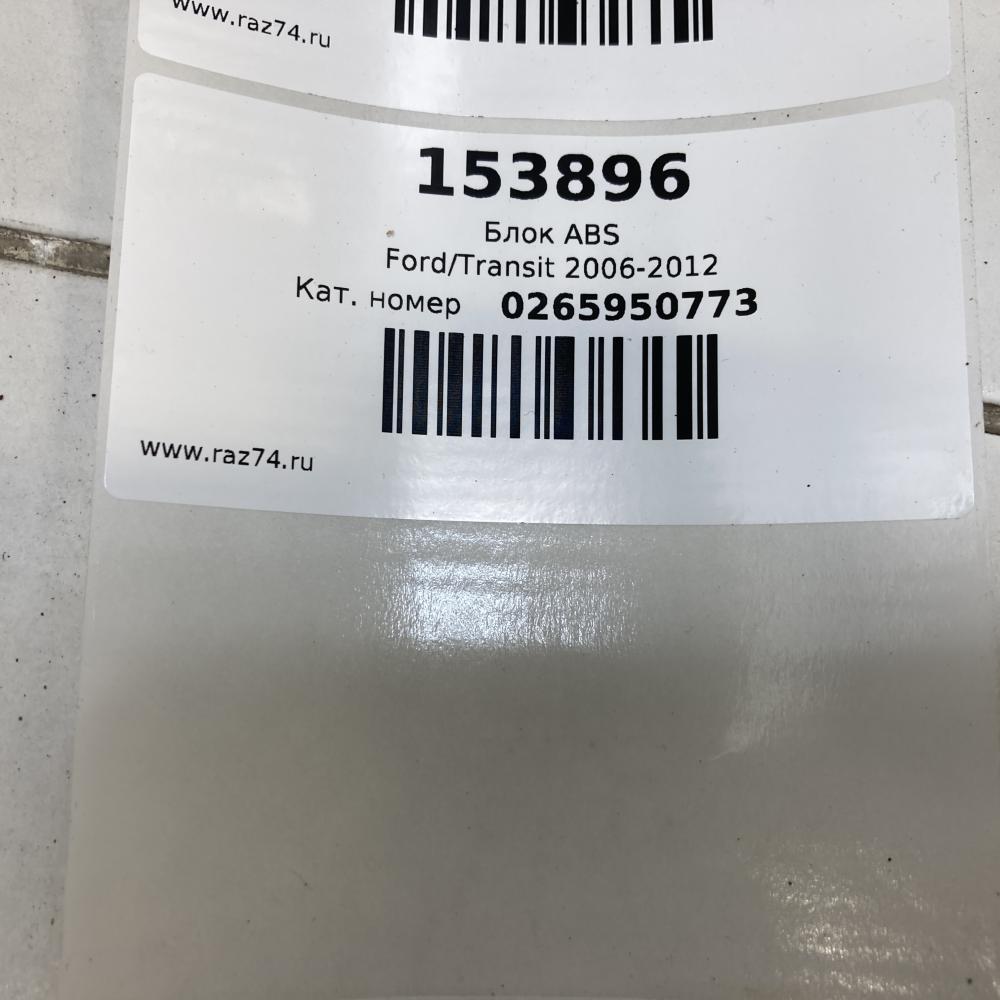 www.raz74.ru
153896
Блок ABS
Ford/Transit 2006-2012
Кат. номер 0265950773
www.raz74.ru